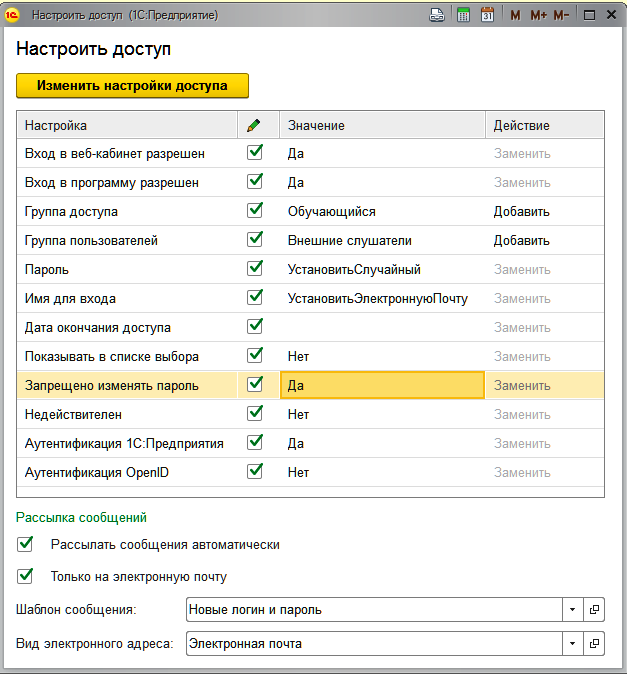 1С Настроить доступ (1С:Предприятие) 31 M M+ M-
Настроить доступ
Изменить настройки доступа
Настройка Значение Действие
Вход в веб-кабинет разрешен Да Заменить
Вход в программу разрешен Да Заменить
Группа доступа Обучающийся Добавить
Группа пользователей Внешние слушатели Добавить
Пароль УстановитьСлучайный Заменить
Имя для входа УстановитьЭлектроннуюПочту Заменить
Дата окончания доступа Заменить
Показывать в списке выбора Нет Заменить
Запрещено изменять пароль Да Заменить
Недействителен Нет Заменить
Аутентификация 1С:Предприятия Да Заменить
Аутентификация OpenID Нет Заменить
Рассылка сообщений
Рассылать сообщения автоматически
Только на электронную почту
Шаблон сообщения: Новые логин и пароль
Вид электронного адреса: Электронная почта